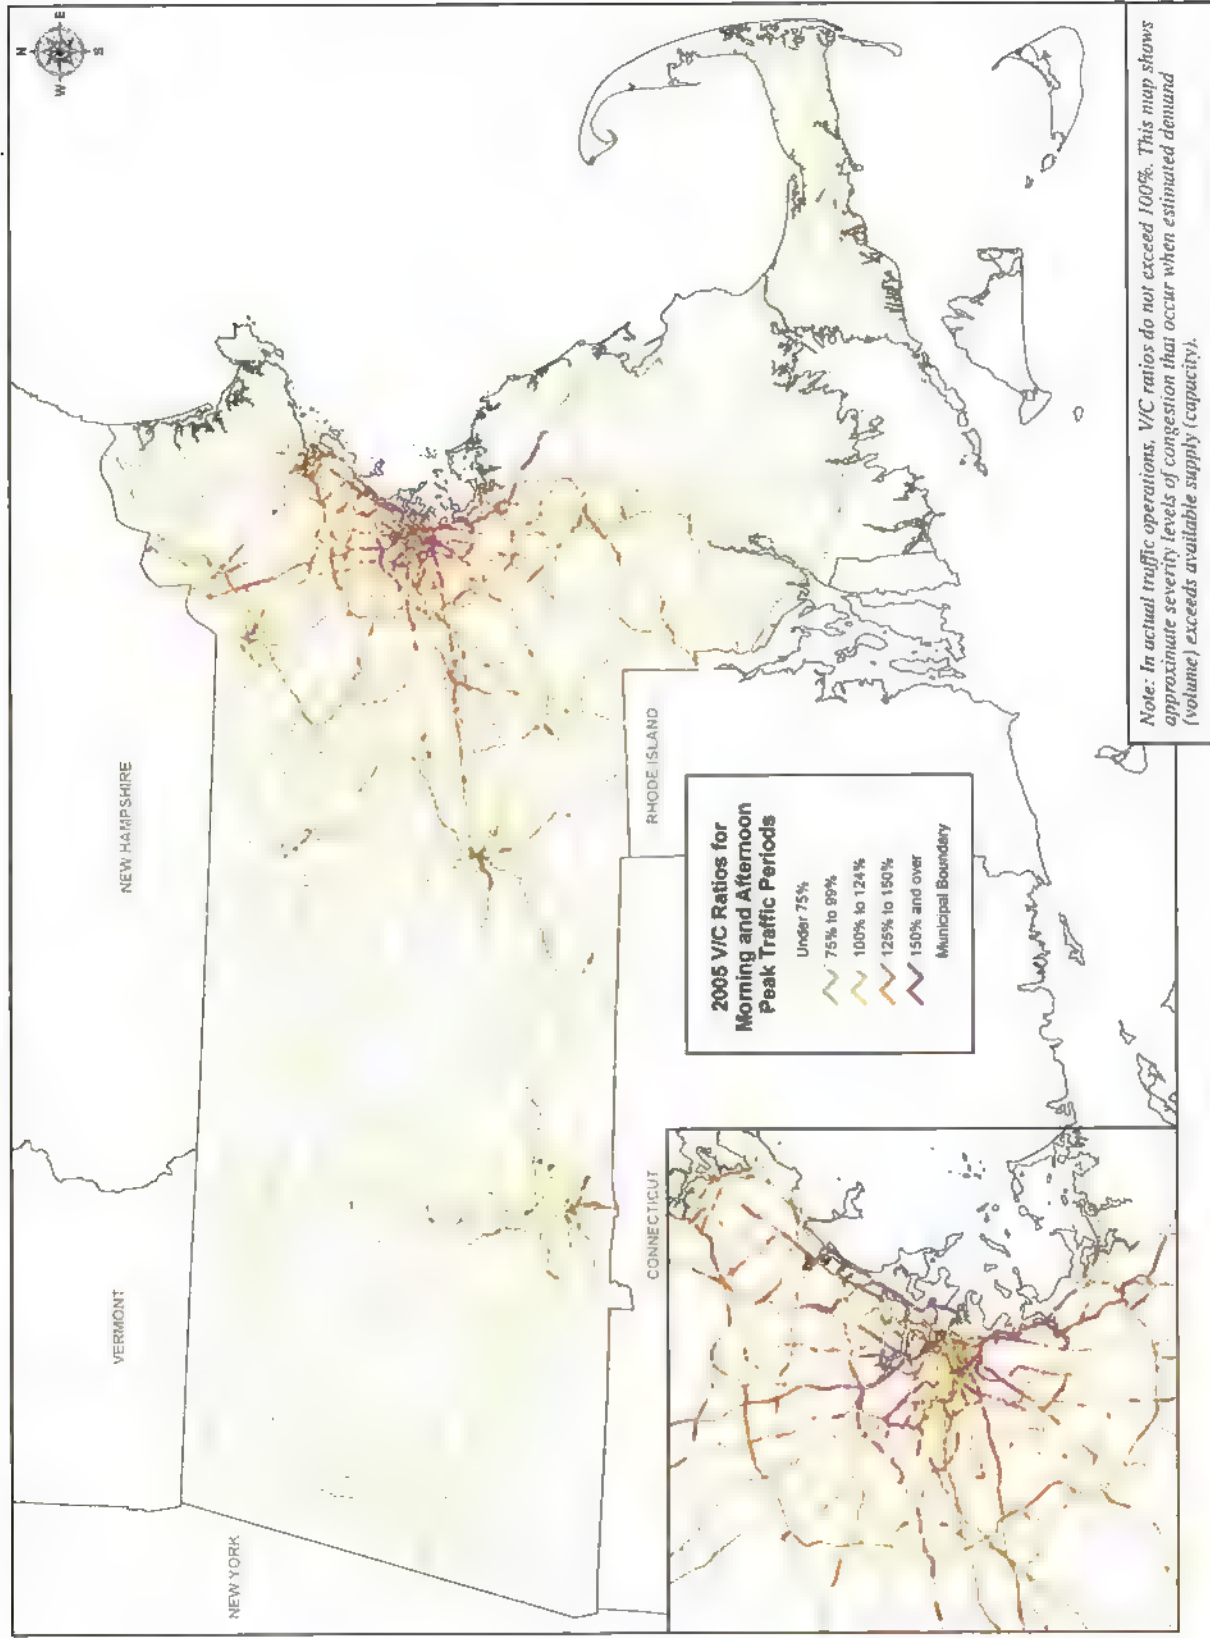 N
E
W
S
NEW HAMPSHIRE
VERMONT
NEW YORK
RHODE ISLAND
CONNECTICUT
2005 V/C Ratios for
Morning and Afternoon
Peak Traffic Periods
Under 75%
75% to 99%
100% to 124%
125% to 150%
150% and over
Municipal Boundary
Note: In actual traffic operations, V/C ratios do not exceed 100%. This map shows
approximate severity levels of congestion that occur when estimated demand
(volume) exceeds available supply (capacity).